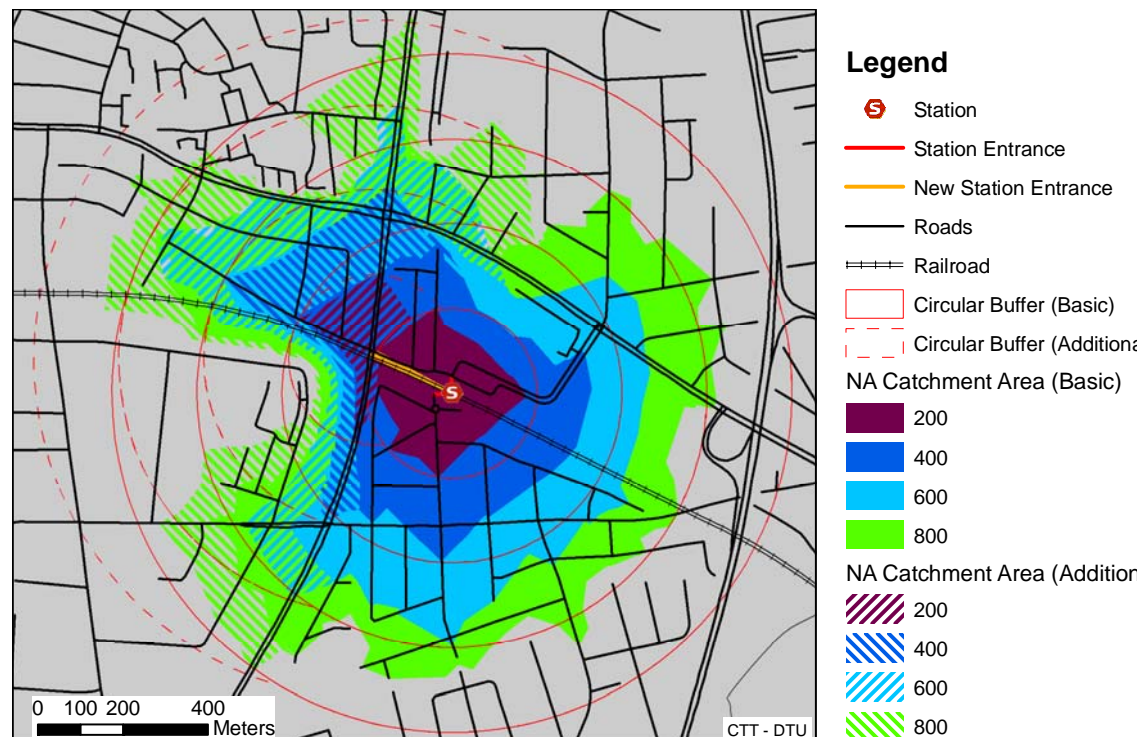 Legend
S
Station
Station Entrance
New Station Entrance
Roads
Railroad
Circular Buffer (Basic)
Circular Buffer (Additiona
NA Catchment Area (Basic)
200
400
600
800
NA Catchment Area (Addition
200
400
600
800
S
0 100 200 400
Meters
CTT - DTU